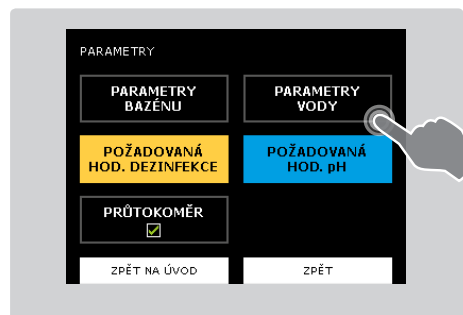 PARAMETRY
PARAMETRY
BAZÉNU
PARAMETRY
VODY
POŽADOVANÁ
HOD. DEZINFEKCE
POŽADOVANÁ
HOD. pH
PRŮTOKOMĚR
ZPĚT NA ÚVOD
ZPĚT